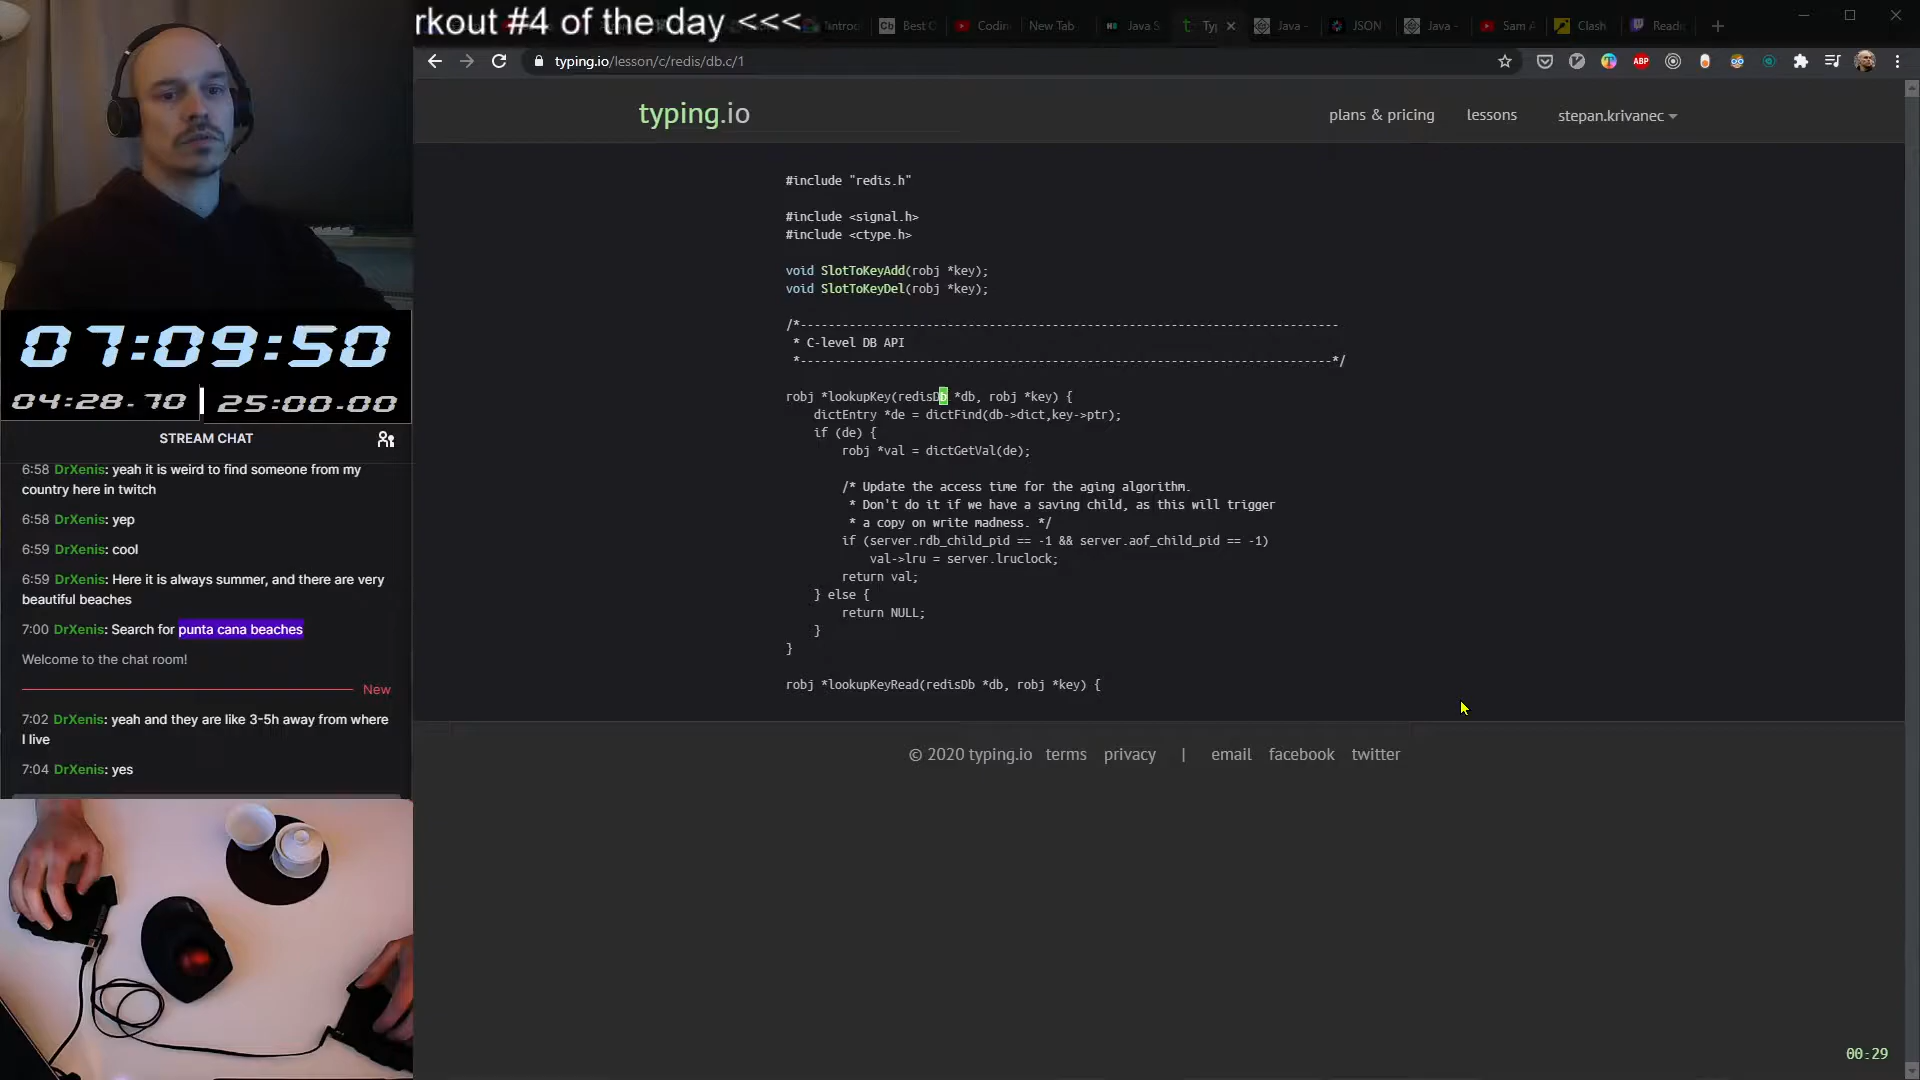 rkout #4 of the day <<<
Introd
Best C
Codin
New Tab
Java S
Typ
Java -
JSON
Java -
Sam A
Clash
Readi
typing.io/lesson/c/redis/db.c/1
ABP
typing.io
plans & pricing
lessons
stepan.krivanec
#include "redis.h"
#include <signal.h>
#include <ctype.h>
void SlotToKeyAdd(robj *key);
void SlotToKeyDel(robj *key);
/*-----------------------------------------------------------------------------
* C-level DB API
*----------------------------------------------------------------------------*/
robj *lookupKey(redisDb *db, robj *key) {
dictEntry *de = dictFind(db->dict,key->ptr);
if (de) {
robj *val = dictGetVal(de);
/* Update the access time for the aging algorithm.
* Don't do it if we have a saving child, as this will trigger
* a copy on write madness. */
if (server.rdb_child_pid == -1 && server.aof_child_pid == -1)
val->lru = server.lruclock;
return val;
} else {
return NULL;
}
}
robj *lookupKeyRead(redisDb *db, robj *key) {
© 2020 typing.io terms privacy | email facebook twitter
00:29
07:09:50
04:28.70 | 25:00.00
STREAM CHAT
6:58 DrXenis: yeah it is weird to find someone from my
country here in twitch
6:58 DrXenis: yep
6:59 DrXenis: cool
6:59 DrXenis: Here it is always summer, and there are very
beautiful beaches
7:00 DrXenis: Search for punta cana beaches
Welcome to the chat room!
New
7:02 DrXenis: yeah and they are like 3-5h away from where
I live
7:04 DrXenis: yes